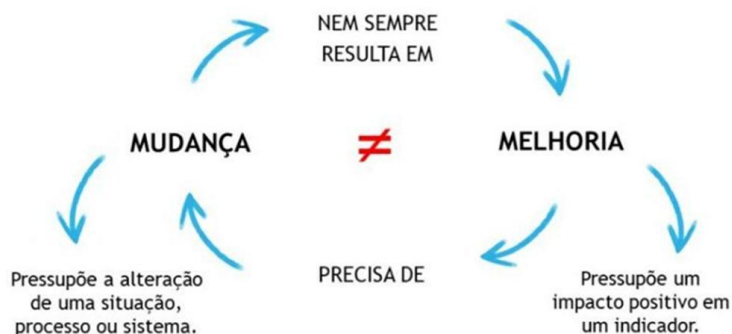 NEM SEMPRE
RESULTA EM
MUDANÇA
≠
MELHORIA
PRECISA DE
Pressupõe a alteração
de uma situação,
processo ou sistema.
Pressupõe um
impacto positivo em
um indicador.